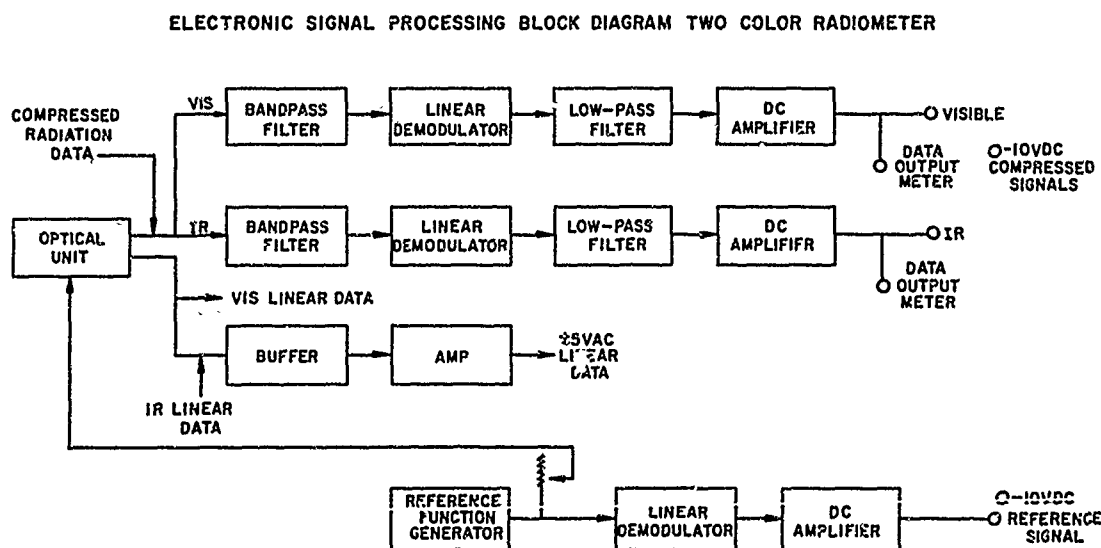 ELECTRONIC SIGNAL PROCESSING BLOCK DIAGRAM TWO COLOR RADIOMETER
COMPRESSED
RADIATION
DATA
VIS
BANDPASS
FILTER
LINEAR
DEMODULATOR
LOW-PASS
FILTER
DC
AMPLIFIER
VISIBLE
DATA
OUTPUT
METER
0-10VDC
COMPRESSED
SIGNALS
OPTICAL
UNIT
IR
BANDPASS
FILTER
LINEAR
DEMODULATOR
LOW-PASS
FILTER
DC
AMPLIFIFR
IR
DATA
OUTPUT
METER
VIS LINEAR DATA
BUFFER
AMP
±5VAC
LINEAR
DATA
IR LINEAR
DATA
REFERENCE
FUNCTION
GENERATOR
LINEAR
DEMODULATOR
DC
AMPLIFIER
0-10VDC
REFERENCE
SIGNAL